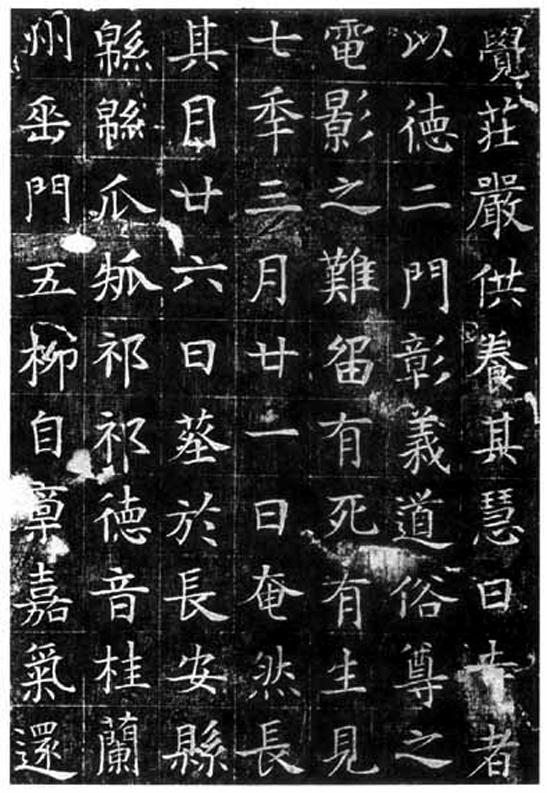 覺莊嚴供養其慧日者
以德二門彰義道俗尊之
電影之難留有死有生見
七秊三月廿一日奄然長
其月廿六日塟於長安縣
緜緜瓜瓞祁祁德音桂蘭
州垂門五柳自稟嘉氣還